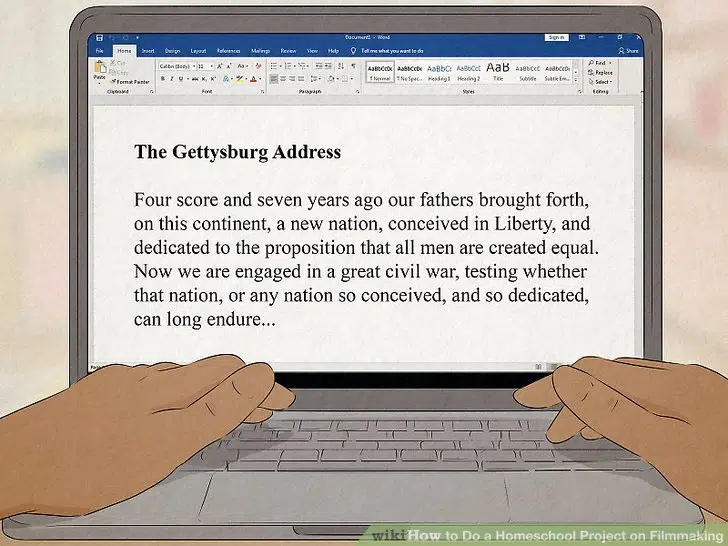 Document1 - Word
Sign in
File Home Insert Design Layout References Mailings Review View Help Tell me what you want to do Share
Paste
Cut
Copy
Format Painter
Clipboard
Calibri (Body) 11
Font
Paragraph
AaBbCcDc AaBbCcDc AaBbCc AaBbCc AaB AaBbCcD AaBbCcDc
¶ Normal ¶ No Spac... Heading 1 Heading 2 Title Subtitle Subtle Em...
Styles
Find
Replace
Select
Editing
The Gettysburg Address
Four score and seven years ago our fathers brought forth,
on this continent, a new nation, conceived in Liberty, and
dedicated to the proposition that all men are created equal.
Now we are engaged in a great civil war, testing whether
that nation, or any nation so conceived, and so dedicated,
can long endure...
wikiHow to Do a Homeschool Project on Filmmaking